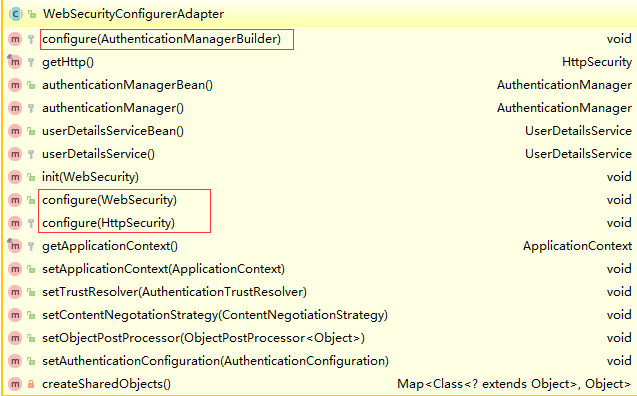 WebSecurityConfigurerAdapter
configure(AuthenticationManagerBuilder) void
getHttp() HttpSecurity
authenticationManagerBean() AuthenticationManager
authenticationManager() AuthenticationManager
userDetailsServiceBean() UserDetailsService
userDetailsService() UserDetailsService
init(WebSecurity) void
configure(WebSecurity) void
configure(HttpSecurity) void
getApplicationContext() ApplicationContext
setApplicationContext(ApplicationContext) void
setTrustResolver(AuthenticationTrustResolver) void
setContentNegotationStrategy(ContentNegotiationStrategy) void
setObjectPostProcessor(ObjectPostProcessor<Object>) void
setAuthenticationConfiguration(AuthenticationConfiguration) void
createSharedObjects() Map<Class<? extends Object>, Object>